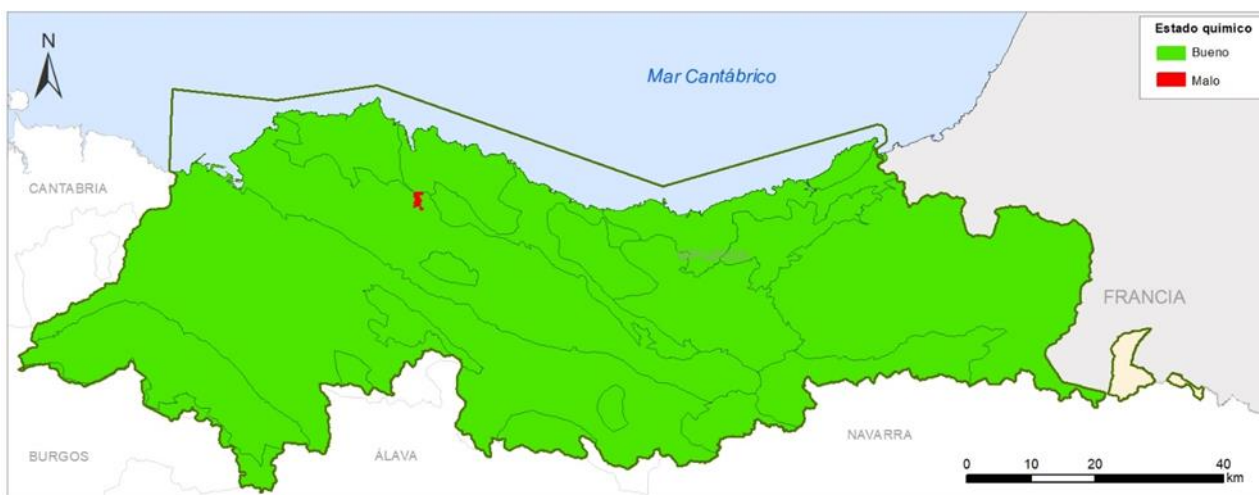 Estado químico
Bueno
Malo
N
Mar Cantábrico
CANTABRIA
FRANCIA
NAVARRA
BURGOS
ÁLAVA
0 10 20 40
km